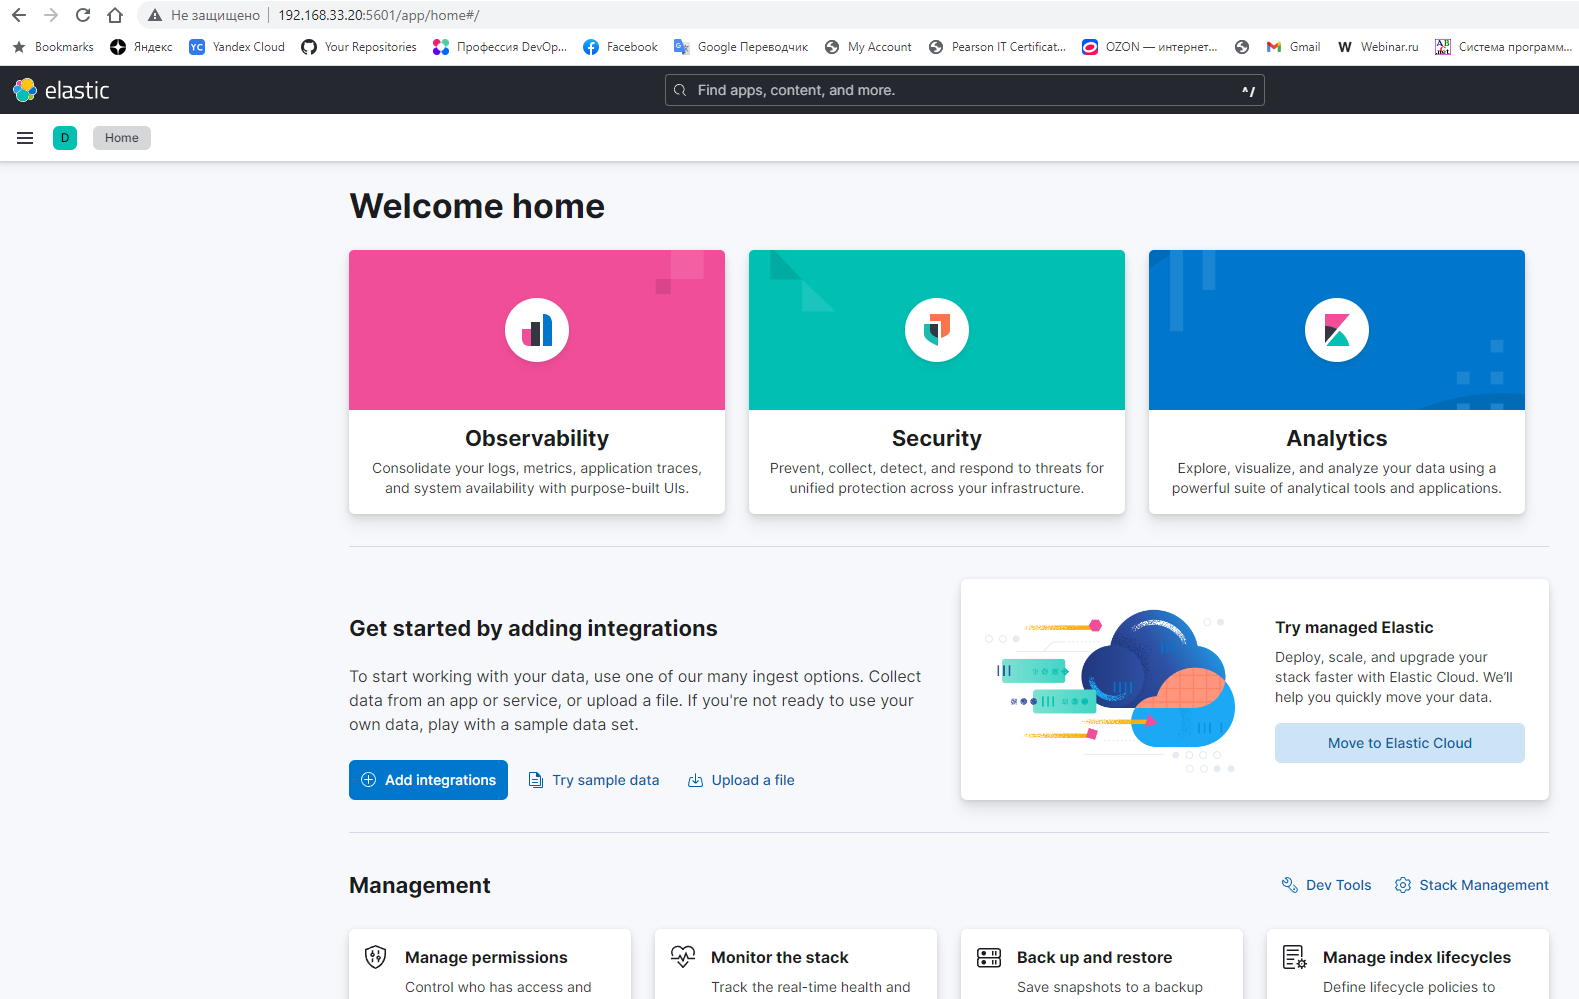 Не защищено 192.168.33.20:5601/app/home#/
Bookmarks Яндекс YC Yandex Cloud Your Repositories Профессия DevOp... Facebook Google Переводчик My Account Pearson IT Certificat... OZON — интернет... Gmail W Webinar.ru Система программ...
elastic Find apps, content, and more. ^/
D Home
Welcome home
Observability
Consolidate your logs, metrics, application traces,
and system availability with purpose-built UIs.
Security
Prevent, collect, detect, and respond to threats for
unified protection across your infrastructure.
Analytics
Explore, visualize, and analyze your data using a
powerful suite of analytical tools and applications.
Get started by adding integrations
To start working with your data, use one of our many ingest options. Collect
data from an app or service, or upload a file. If you're not ready to use your
own data, play with a sample data set.
Add integrations Try sample data Upload a file
Try managed Elastic
Deploy, scale, and upgrade your
stack faster with Elastic Cloud. We'll
help you quickly move your data.
Move to Elastic Cloud
Management
Dev Tools Stack Management
Manage permissions
Control who has access and
Monitor the stack
Track the real-time health and
Back up and restore
Save snapshots to a backup
Manage index lifecycles
Define lifecycle policies to